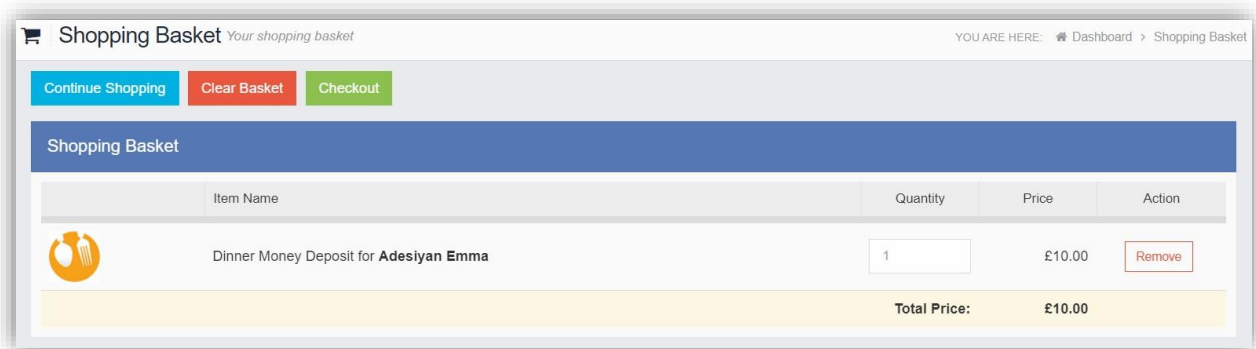 Shopping Basket Your shopping basket
YOU ARE HERE: Dashboard > Shopping Basket
Continue Shopping Clear Basket Checkout
Shopping Basket
Item Name Quantity Price Action
Dinner Money Deposit for Adesiyan Emma 1 £10.00 Remove
Total Price: £10.00